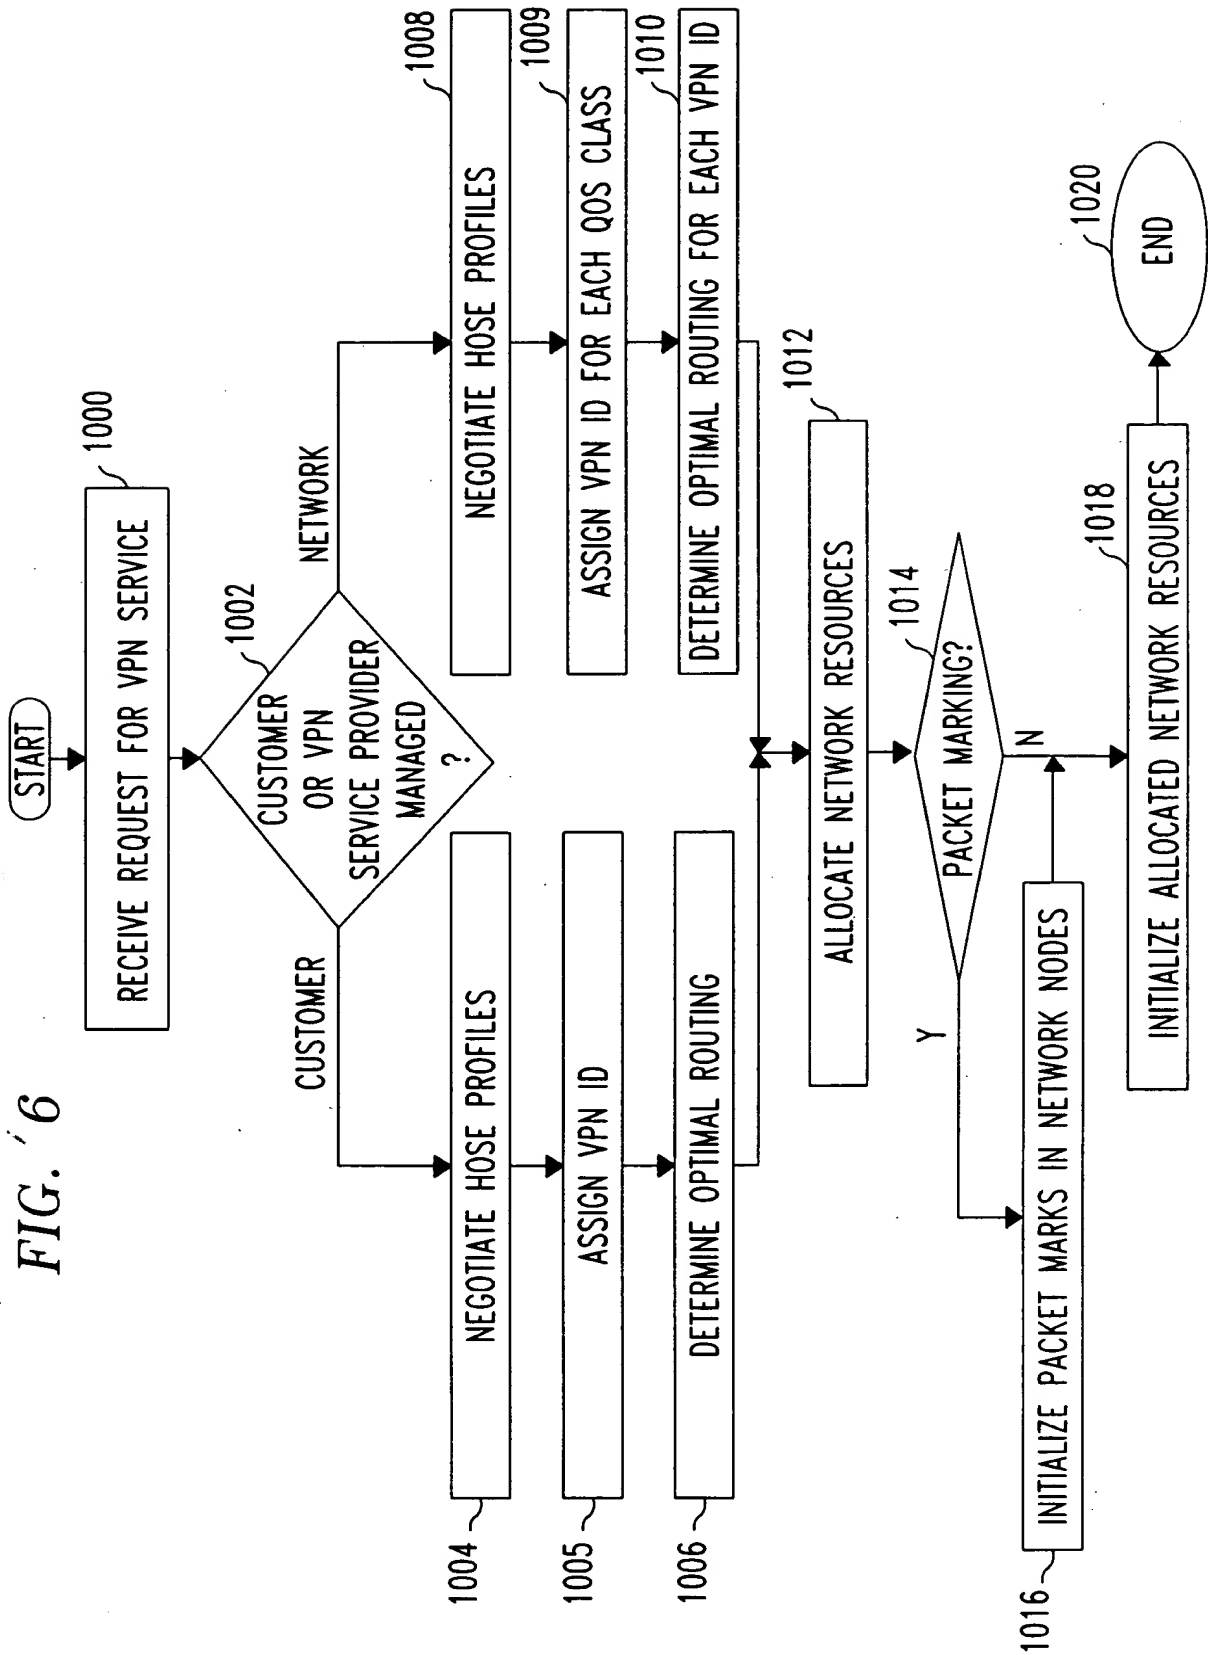 FIG. 6
START
RECEIVE REQUEST FOR VPN SERVICE
1000
CUSTOMER
OR VPN
SERVICE PROVIDER
MANAGED
?
1002
CUSTOMER
NETWORK
NEGOTIATE HOSE PROFILES
1004
ASSIGN VPN ID
1005
DETERMINE OPTIMAL ROUTING
1006
NEGOTIATE HOSE PROFILES
1008
ASSIGN VPN ID FOR EACH QOS CLASS
1009
DETERMINE OPTIMAL ROUTING FOR EACH VPN ID
1010
ALLOCATE NETWORK RESOURCES
1012
PACKET MARKING?
1014
Y
N
INITIALIZE PACKET MARKS IN NETWORK NODES
1016
INITIALIZE ALLOCATED NETWORK RESOURCES
1018
END
1020